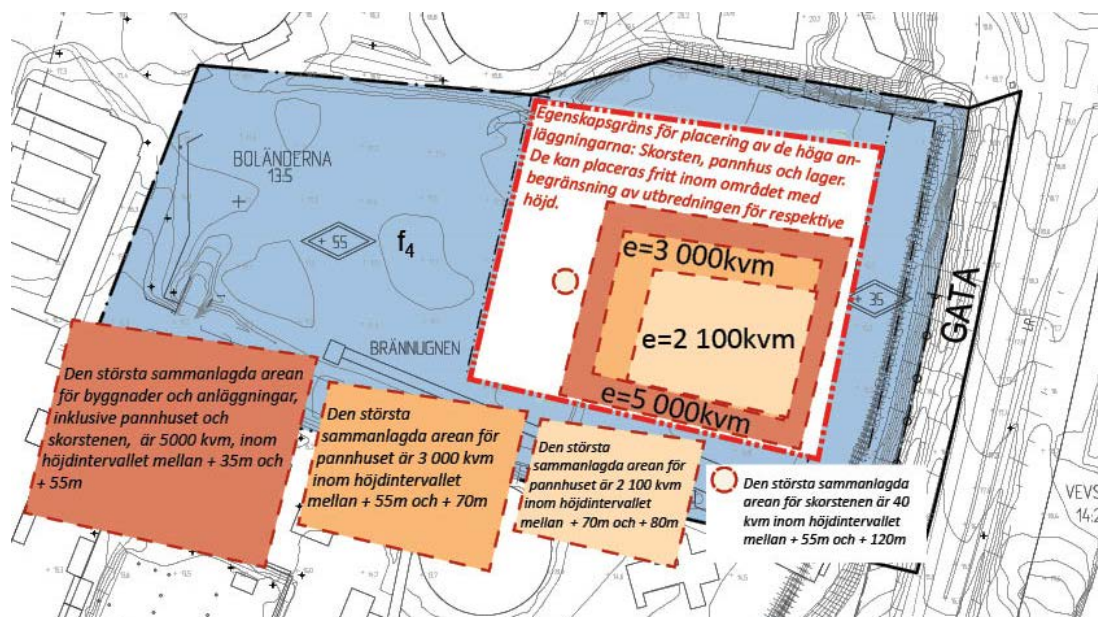 Egenskapsgräns för placering av de höga an-
läggningarna: Skorsten, pannhus och lager.
De kan placeras fritt inom området med
begränsning av utbredningen för respektive
höjd.
BOLÄNDERNA
13:5
+ 55
f4
e=3 000kvm
+ 35
GATA
e=2 100kvm
BRÄNNUGNEN
e=5 000kvm
Den största sammanlagda arean
för byggnader och anläggningar,
inklusive pannhuset och
skorstenen, är 5000 kvm, inom
höjdintervallet mellan + 35m och
+ 55m
Den största
sammanlagda arean för
pannhuset är 3 000 kvm
inom höjdintervallet
mellan + 55m och + 70m
Den största
sammanlagda arean för
pannhuset är 2 100 kvm
inom höjdintervallet
mellan + 70m och + 80m
Den största sammanlagda
arean för skorstenen är 40
kvm inom höjdintervallet
mellan + 55m och + 120m
VEVS
14:2